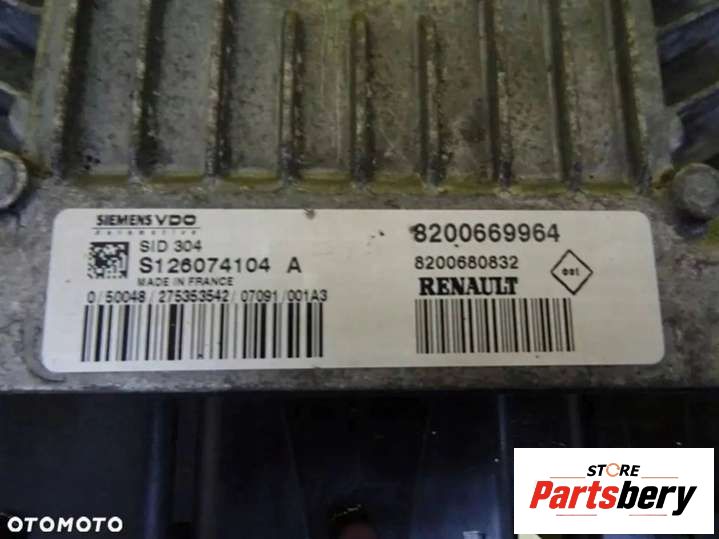 SIEMENS VDO
Automotive
SID 304
S126074104 A
MADE IN FRANCE
0/50048/275353542/07091/001A3
8200669964
8200680832
001
RENAULT
STORE
Partsbery
OTOMOTO